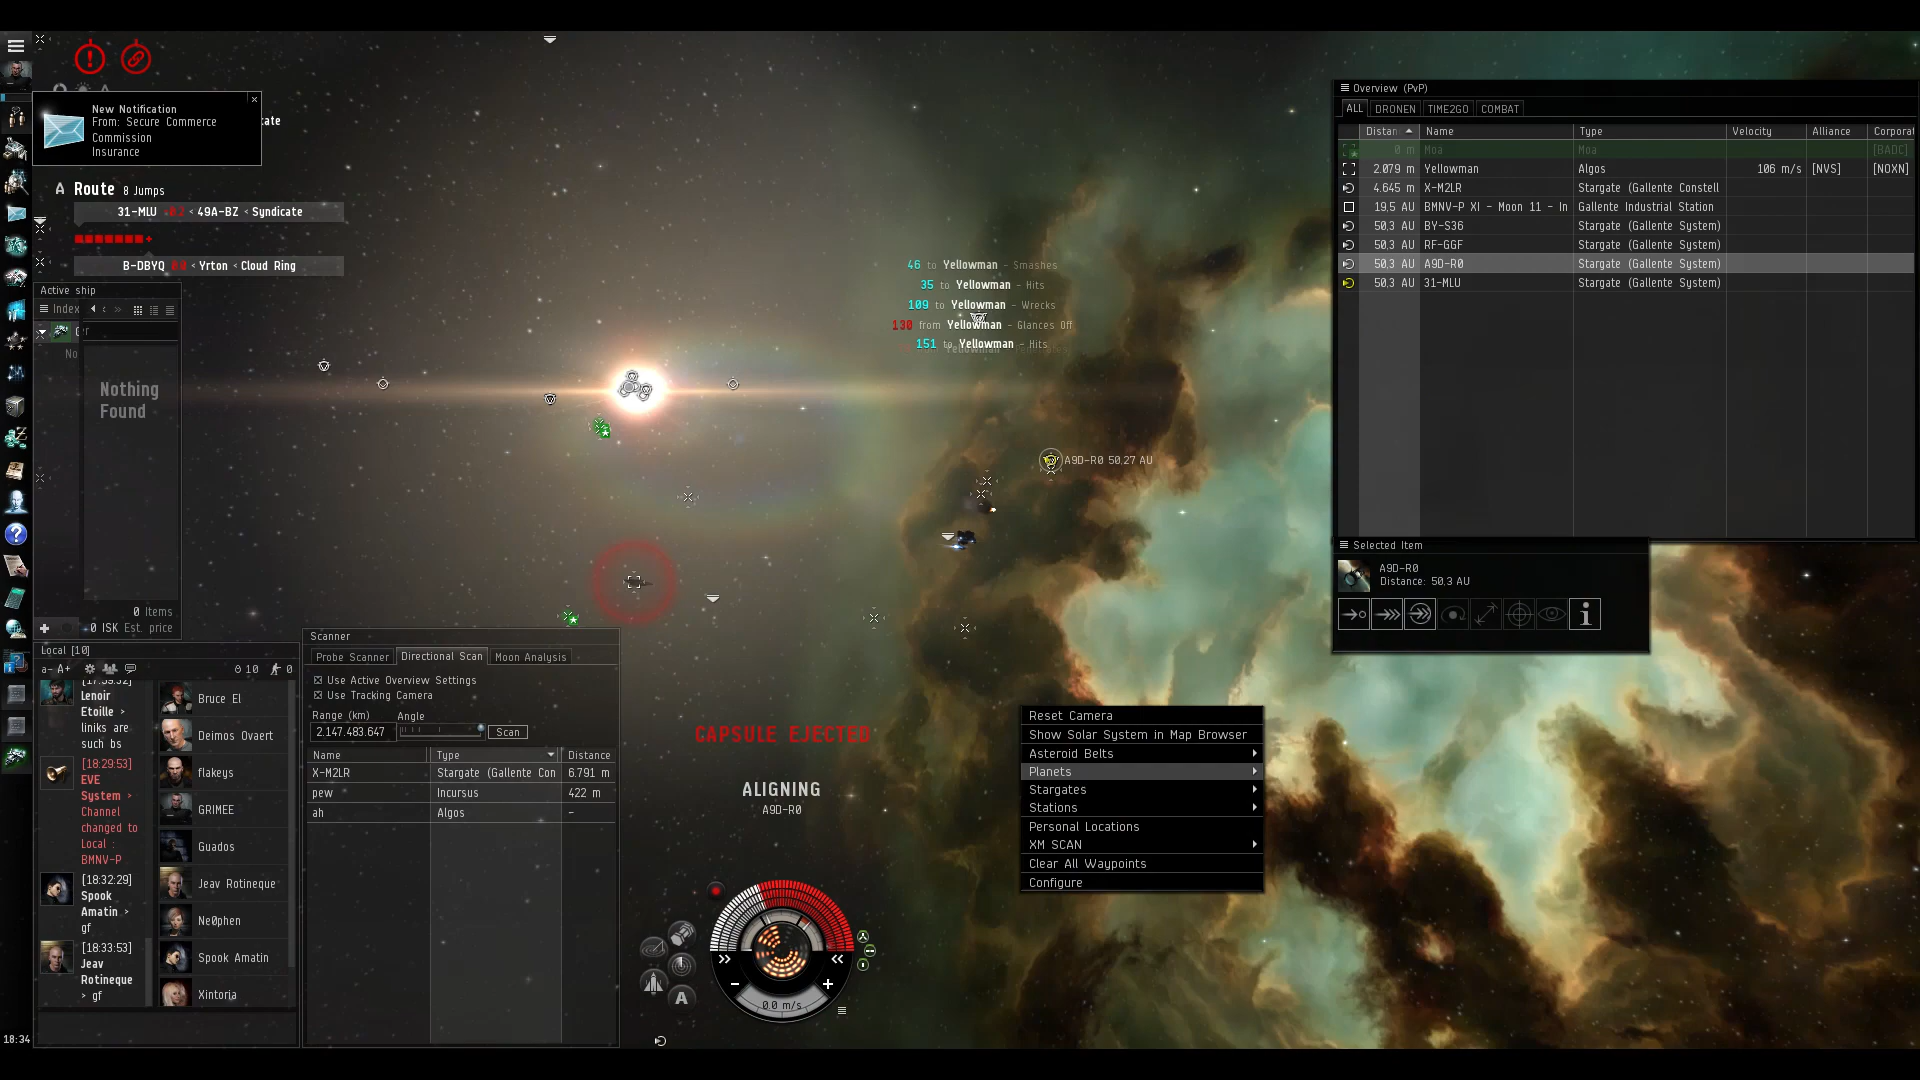 New Notification
From: Secure Commerce
Commission
Insurance
Route 8 Jumps
31-MLU < 49A-BZ < Syndicate
B-DBYQ < Yrton < Cloud Ring
Active ship
Index
No
Nothing
Found
0 Items
0 ISK Est. price
Local [10]
a- A+
10
0
Lenoir
Etoille >
links are
such bs
[18:29:53]
EVE
System >
Channel
changed to
Local :
BMNV-P
[18:32:29]
Spook
Amatin >
gf
[18:33:53]
Jeav
Rotineque
> gf
Bruce El
Deimos Ovaert
flakeys
GRIMEE
Guados
Jeav Rotineque
Ne0phen
Spook Amatin
Xintoria
18:34
Scanner
Probe Scanner
Directional Scan
Moon Analysis
Use Active Overview Settings
Use Tracking Camera
Range (km)
Angle
2.147.483.647
Scan
Name Type Distance
X-M2LR Stargate (Gallente Con 6.791 m
pew Incursus 422 m
ah Algos -
46 to Yellowman - Smashes
35 to Yellowman - Hits
109 to Yellowman - Wrecks
130 from Yellowman - Glances Off
151 to Yellowman - Hits
A9D-R0 50,27 AU
CAPSULE EJECTED
ALIGNING
A9D-R0
0.0 m/s
A
Reset Camera
Show Solar System in Map Browser
Asteroid Belts
Planets
Stargates
Stations
Personal Locations
XM SCAN
Clear All Waypoints
Configure
Overview (PvP)
ALL DRONEN TIME2GO COMBAT
Distan Name Type Velocity Alliance Corporat
0 m Moa Moa [BADC]
2.079 m Yellowman Algos 106 m/s [NVS] [NOXN]
4.645 m X-M2LR Stargate (Gallente Constell
19,5 AU BMNV-P XI - Moon 11 - In Gallente Industrial Station
50,3 AU BY-S36 Stargate (Gallente System)
50,3 AU RF-GGF Stargate (Gallente System)
50,3 AU A9D-R0 Stargate (Gallente System)
50,3 AU 31-MLU Stargate (Gallente System)
Selected Item
A9D-R0
Distance: 50,3 AU